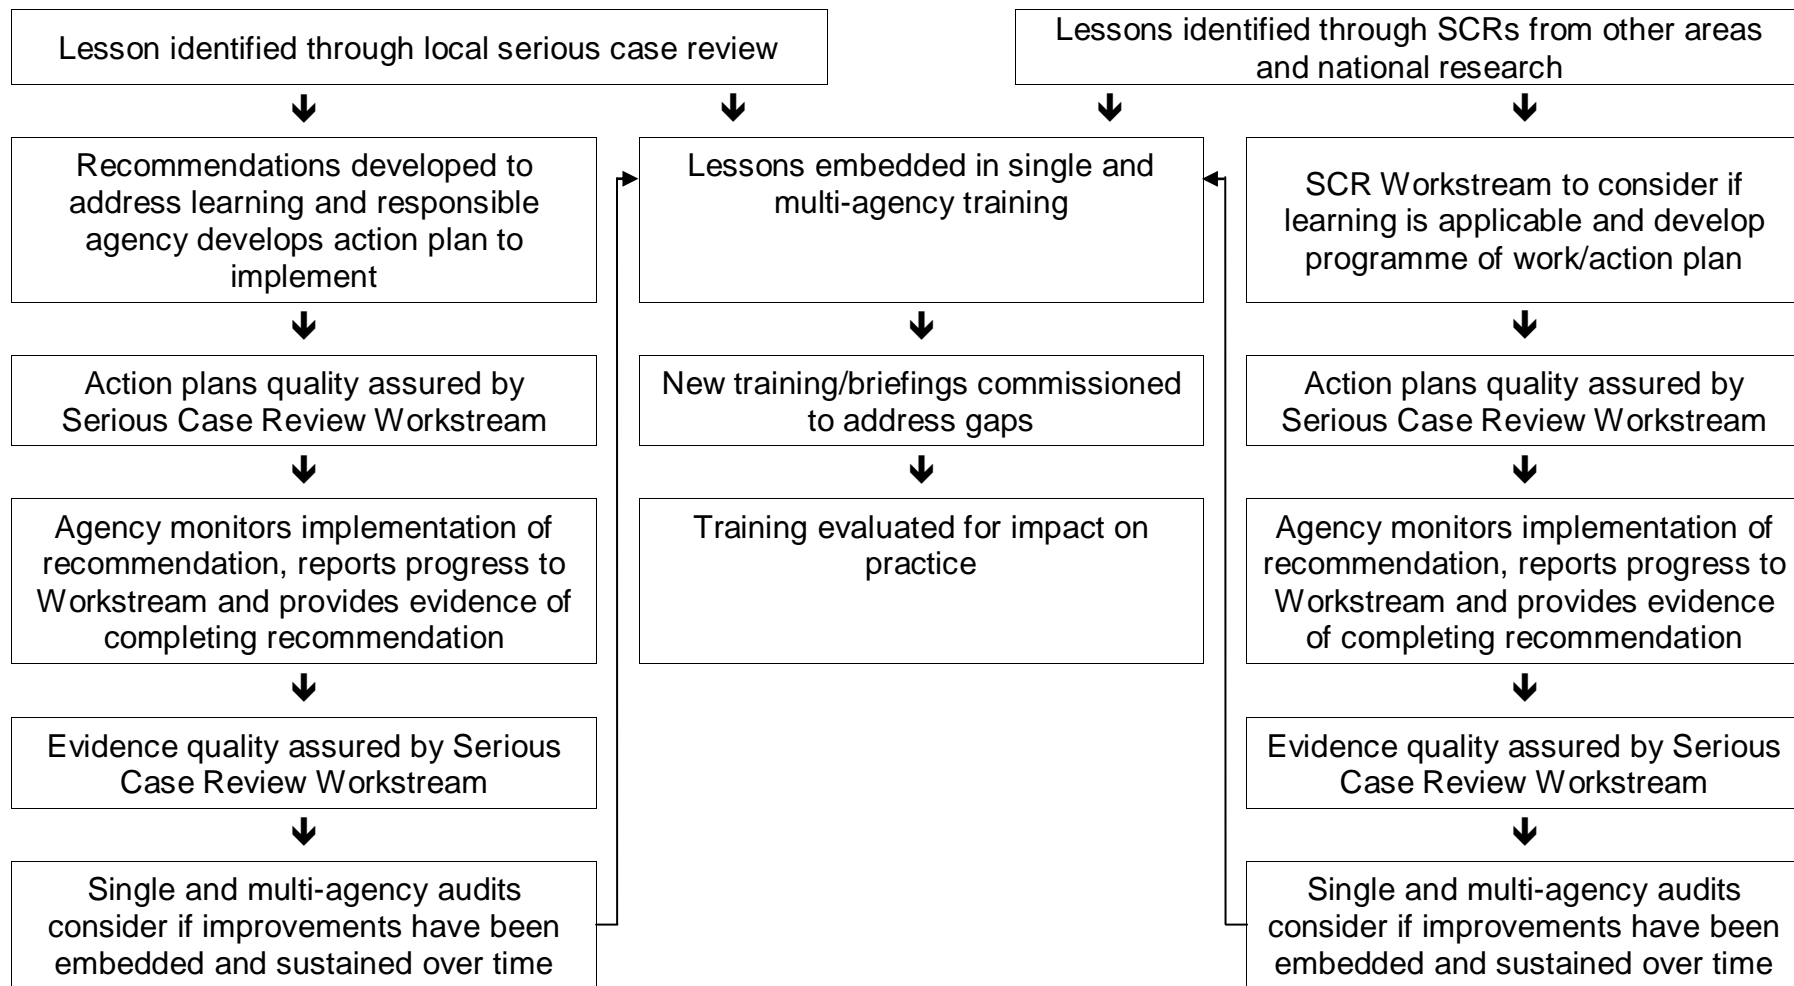 Lesson identified through local serious case review
Lessons identified through SCRs from other areas
and national research
Recommendations developed to
address learning and responsible
agency develops action plan to
implement
Lessons embedded in single and
multi-agency training
SCR Workstream to consider if
learning is applicable and develop
programme of work/action plan
Action plans quality assured by
Serious Case Review Workstream
New training/briefings commissioned
to address gaps
Action plans quality assured by
Serious Case Review Workstream
Agency monitors implementation of
recommendation, reports progress to
Workstream and provides evidence of
completing recommendation
Training evaluated for impact on
practice
Agency monitors implementation of
recommendation, reports progress to
Workstream and provides evidence
of completing recommendation
Evidence quality assured by Serious
Case Review Workstream
Evidence quality assured by Serious
Case Review Workstream
Single and multi-agency audits
consider if improvements have been
embedded and sustained over time
Single and multi-agency audits
consider if improvements have been
embedded and sustained over time